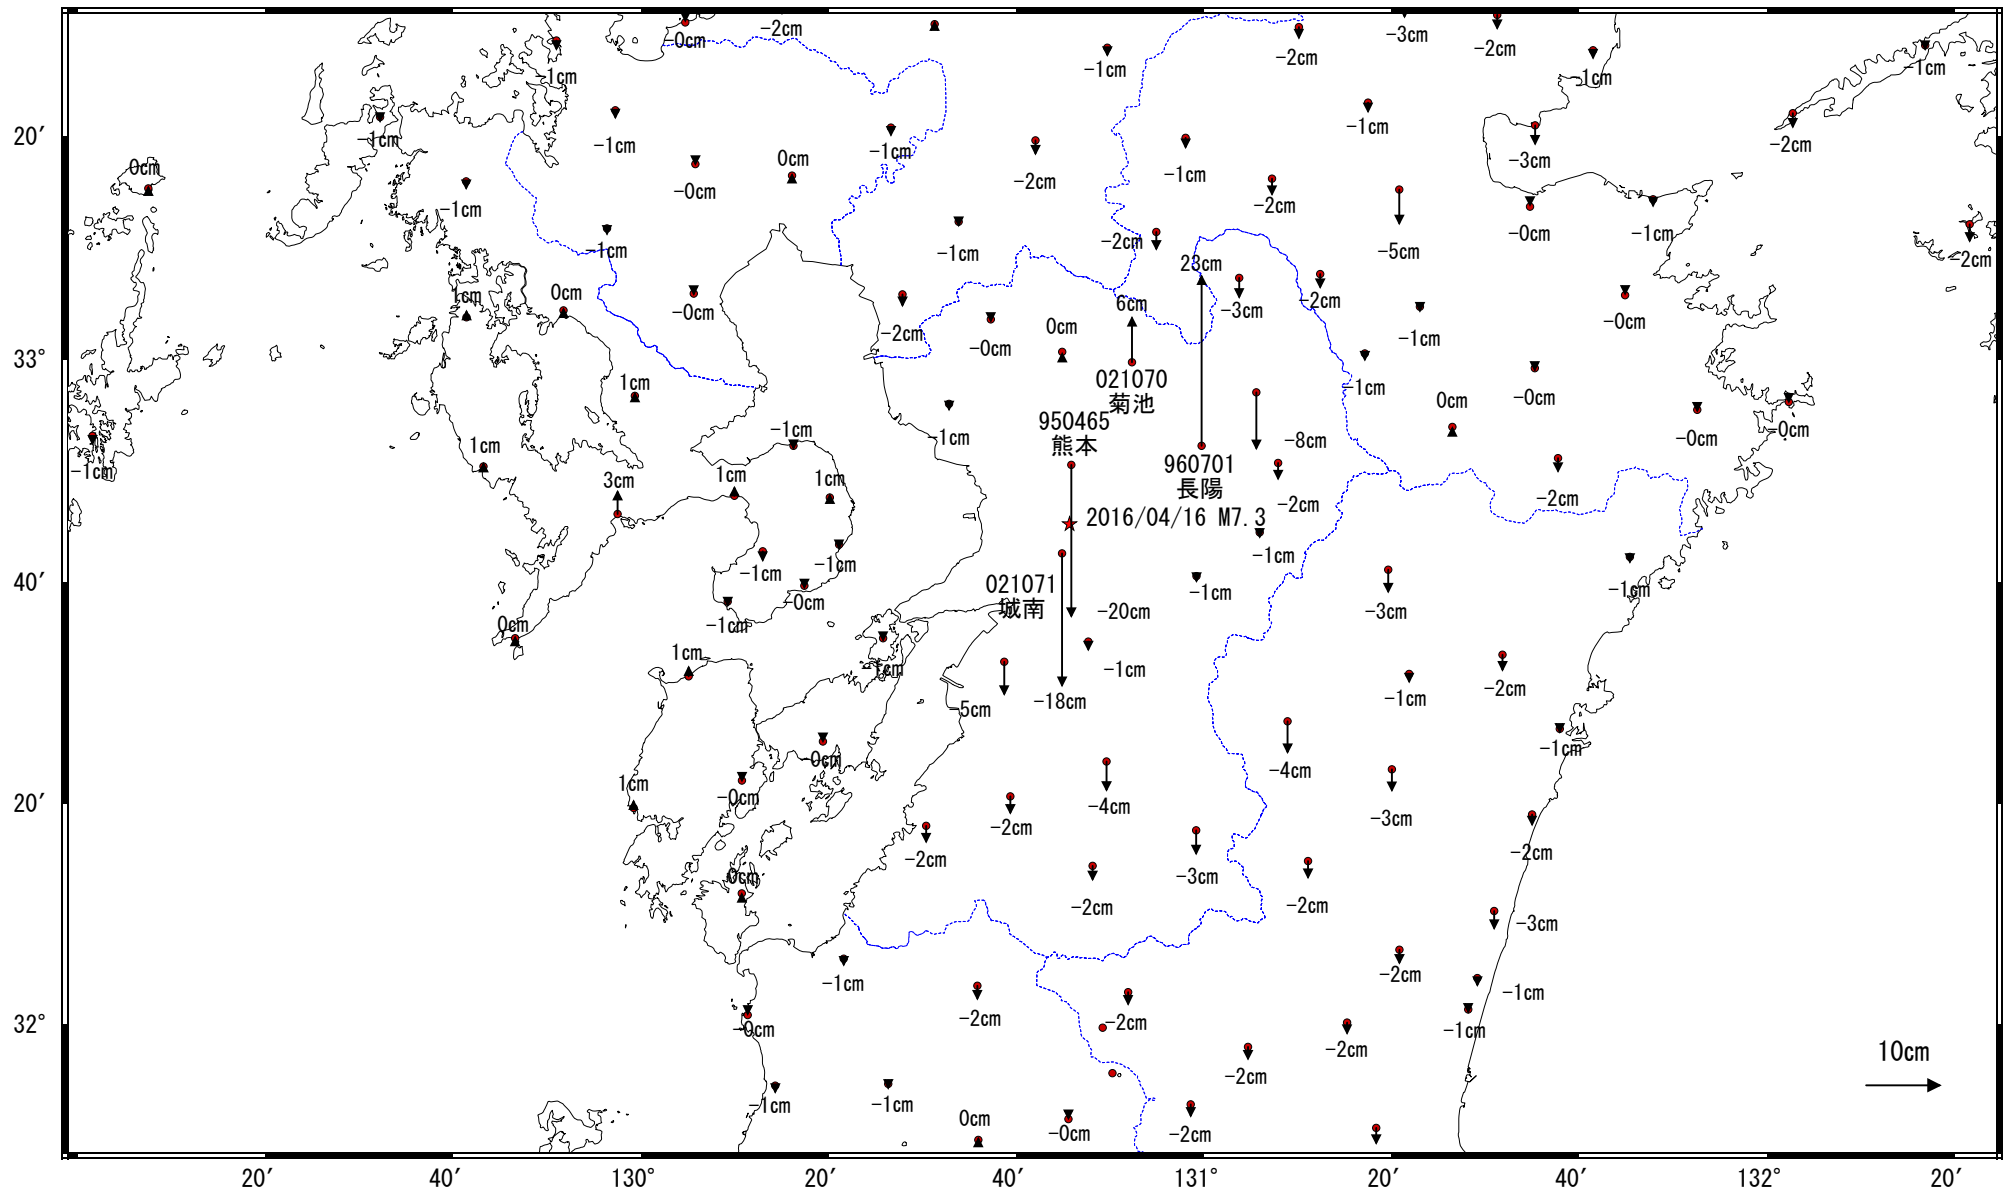 -2cm
-3cm
-0cm
-2cm
-1cm
-1cm
-2cm
-1cm
-1cm
-1cm
-1cm
20′
-1cm
-2cm
0cm
-1cm
-3cm
0cm
-1cm
-2cm
-1cm
-0cm
-2cm
-1cm
-0cm
-1cm
-2cm
-1cm
-1cm
-5cm
-2cm
23cm
1cm
0cm
-2cm
6cm
-3cm
-0cm
-0cm
0cm
-2cm
-1cm
-0cm
33°
-1cm
1cm
021070
菊池
-0cm
0cm
950465
熊本
-1cm
-1cm
-8cm
-0cm
-0cm
1cm
960701
長陽
-1cm
3cm
1cm
1cm
-2cm
-2cm
2016/04/16 M7.3
-1cm
-1cm
-1cm
40′
021071
城南
-1cm
-1cm
-0cm
-20cm
-3cm
-1cm
0cm
1cm
-1cm
-1cm
-1cm
-2cm
5cm
-18cm
-1cm
-0cm
-4cm
1cm
-0cm
20′
-4cm
-2cm
-3cm
-2cm
-2cm
0cm
-3cm
-2cm
-2cm
-3cm
-1cm
-2cm
-1cm
32°
-0cm
-2cm
-2cm
-1cm
-2cm
10cm
-2cm
-1cm
-1cm
0cm
-0cm
-2cm
20′
40′
130°
20′
40′
131°
20′
40′
132°
20′